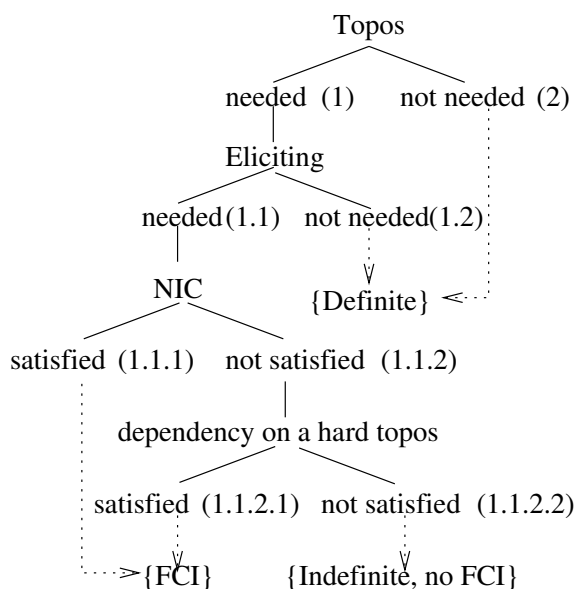 Topos
needed (1) not needed (2)
Eliciting
needed (1.1) not needed (1.2)
NIC
{Definite}
satisfied (1.1.1) not satisfied (1.1.2)
dependency on a hard topos
satisfied (1.1.2.1) not satisfied (1.1.2.2)
{FCI} {Indefinite, no FCI}